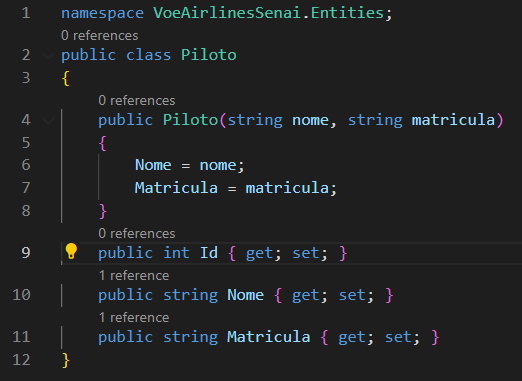 1 namespace VoeAirlinesSenai.Entities;
0 references
2 public class Piloto
3 {
0 references
4 public Piloto(string nome, string matricula)
5 {
6 Nome = nome;
7 Matricula = matricula;
8 }
0 references
9 public int Id { get; set; }
1 reference
10 public string Nome { get; set; }
1 reference
11 public string Matricula { get; set; }
12 }